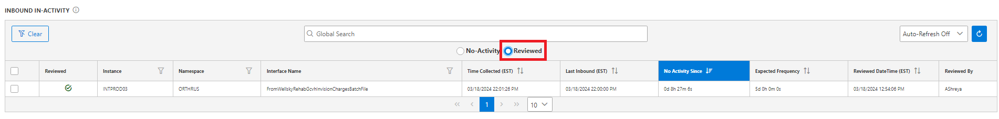 INBOUND IN-ACTIVITY
Clear
Global Search
Auto-Refresh Off
No-Activity Reviewed
Reviewed Instance Namespace Interface Name Time Collected (EST) Last Inbound (EST) No Activity Since Expected Frequency Reviewed DateTime (EST) Reviewed By
INTPROD03 ORTHRUS FromWellskyRehabGcvhInvisionChargesBatchFile 03/18/2024 22:01:26 PM 03/18/2024 22:00:00 PM 0d 8h 27m 6s 5d 0h 0m 0s 03/18/2024 12:54:06 PM AShreya
« ‹ 1 › » 10